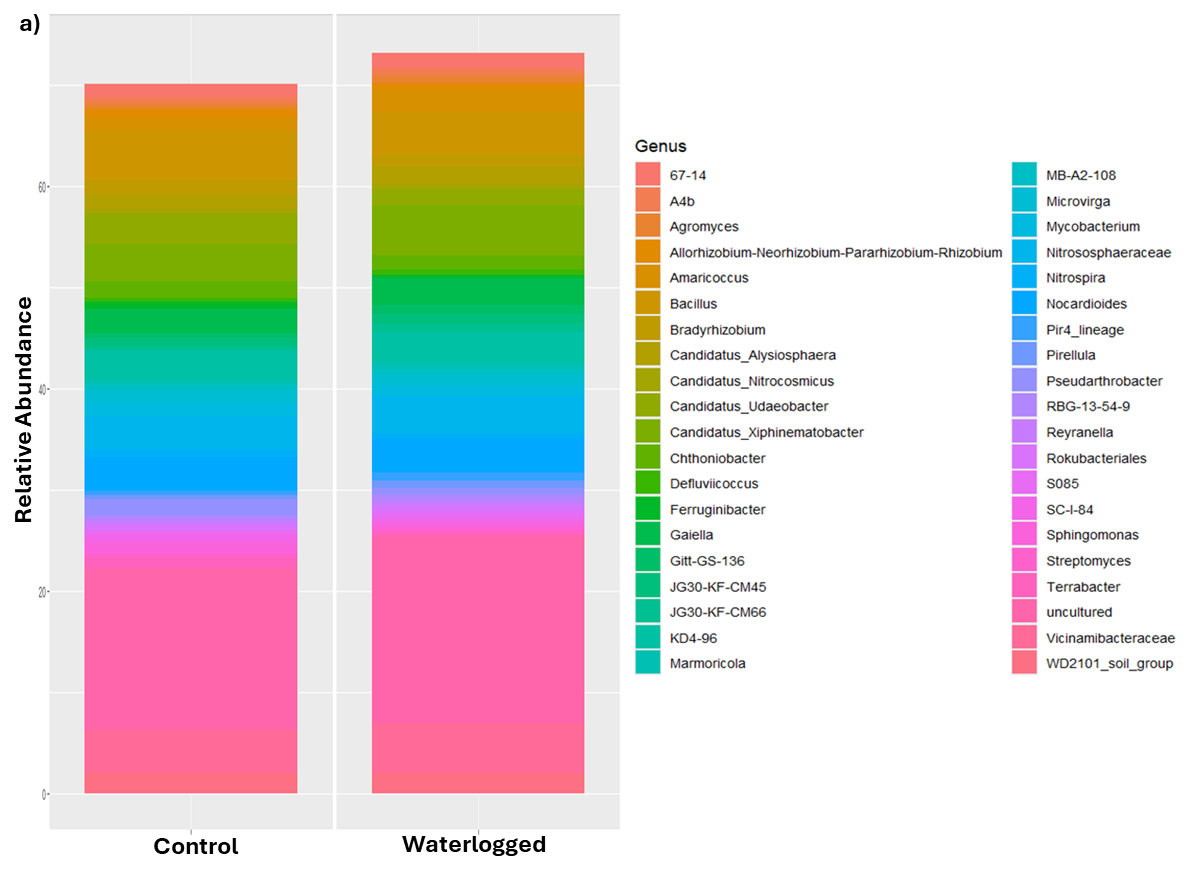 a)
Relative Abundance
60
40
20
0
Control
Waterlogged
Genus
67-14
A4b
Agromyces
Allorhizobium-Neorhizobium-Pararhizobium-Rhizobium
Amaricoccus
Bacillus
Bradyrhizobium
Candidatus_Alysiosphaera
Candidatus_Nitrocosmicus
Candidatus_Udaeobacter
Candidatus_Xiphinematobacter
Chthoniobacter
Defluviicoccus
Ferruginibacter
Gaiella
Gitt-GS-136
JG30-KF-CM45
JG30-KF-CM66
KD4-96
Marmoricola
MB-A2-108
Microvirga
Mycobacterium
Nitrososphaeraceae
Nitrospira
Nocardioides
Pir4_lineage
Pirellula
Pseudarthrobacter
RBG-13-54-9
Reyranella
Rokubacteriales
S085
SC-I-84
Sphingomonas
Streptomyces
Terrabacter
uncultured
Vicinamibacteraceae
WD2101_soil_group